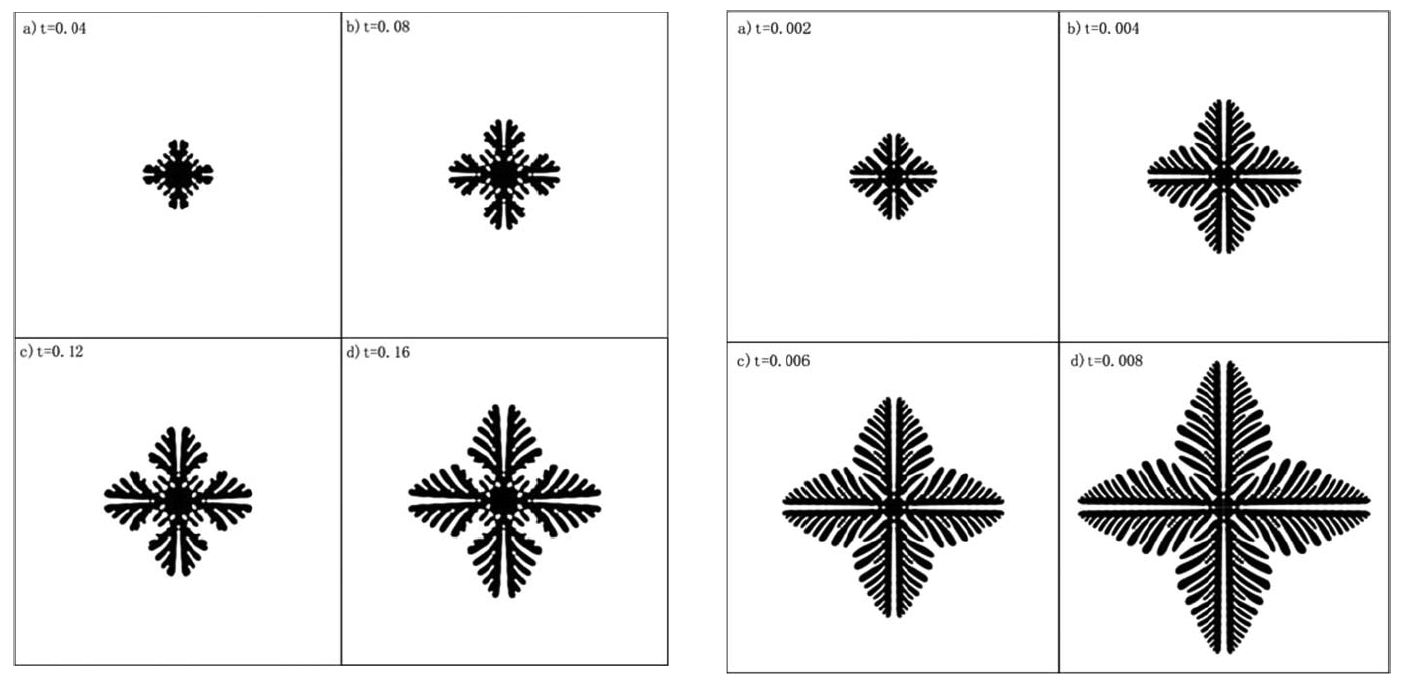 a) t=0.04
b) t=0.08
c) t=0.12
d) t=0.16
a) t=0.002
b) t=0.004
c) t=0.006
d) t=0.008